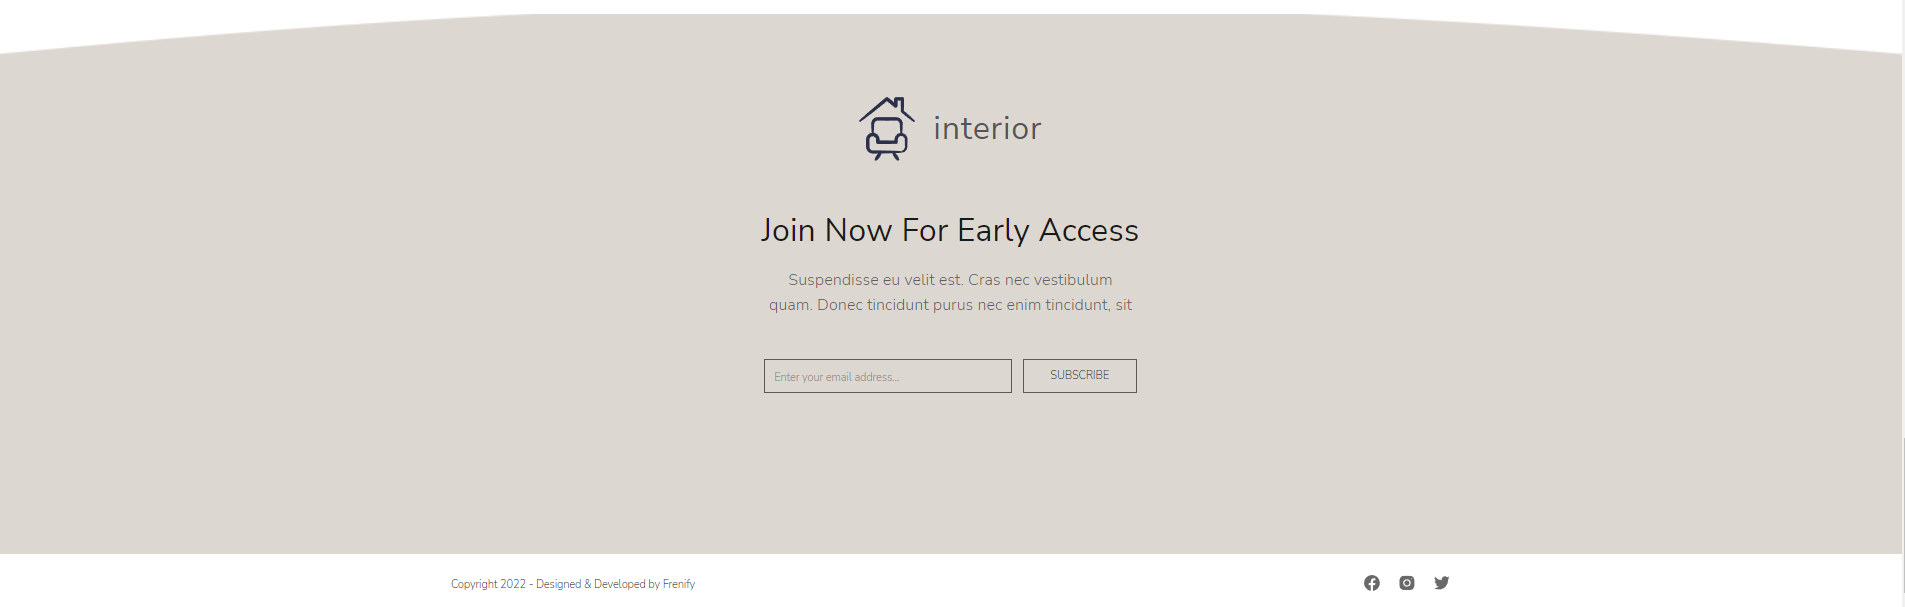 interior
Join Now For Early Access
Suspendisse eu velit est. Cras nec vestibulum
quam. Donec tincidunt purus nec enim tincidunt, sit
Enter your email address...
SUBSCRIBE
Copyright 2022 - Designed & Developed by Frenify